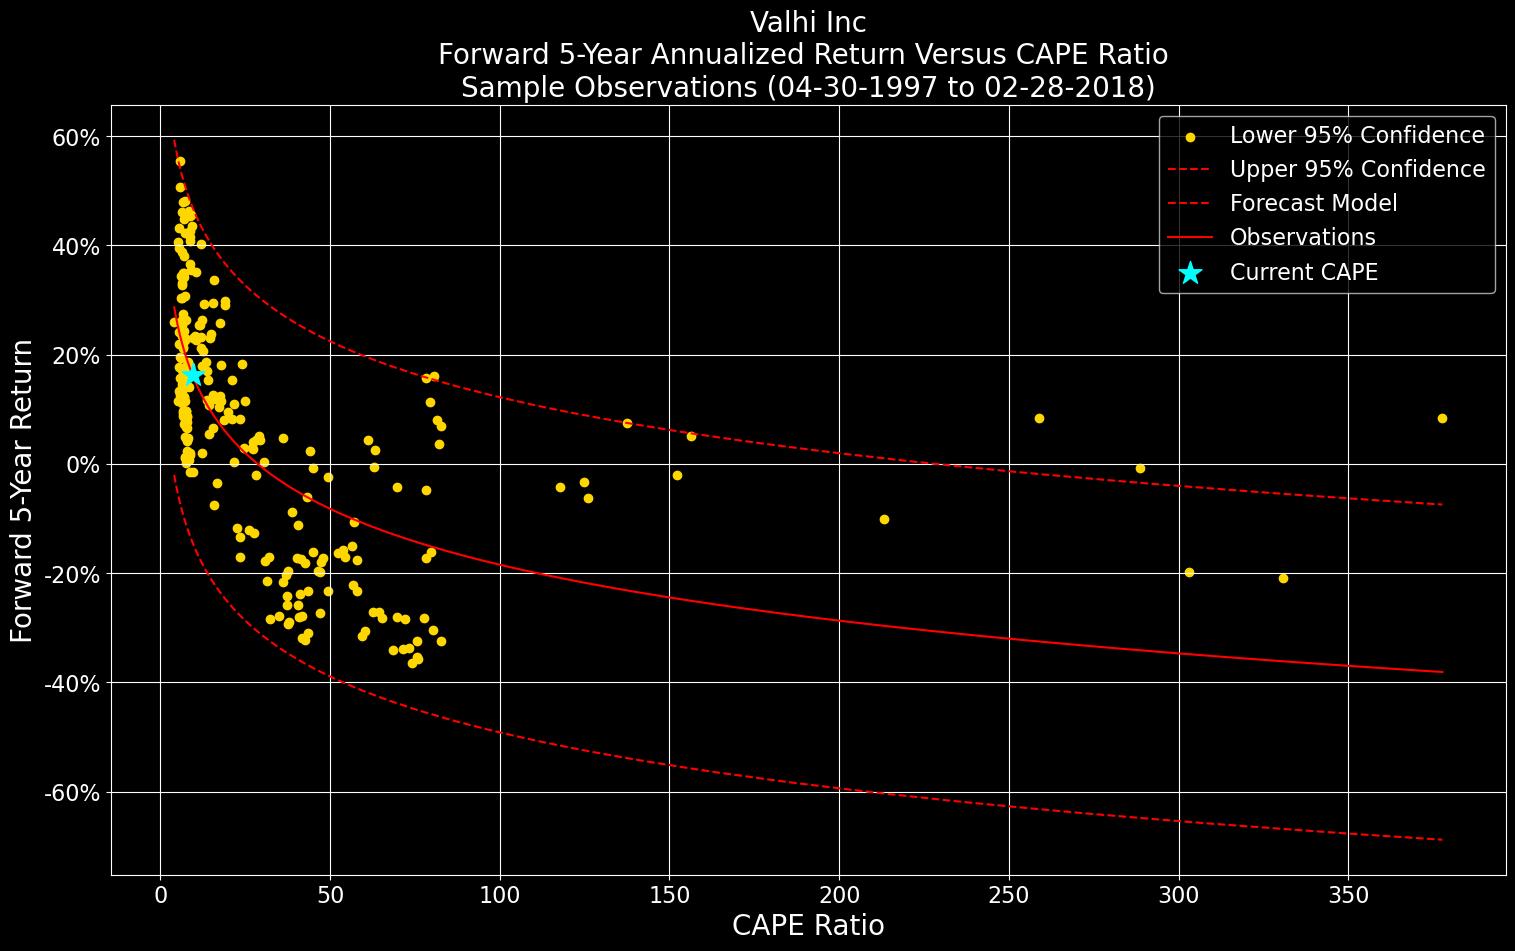 Valhi Inc
Forward 5-Year Annualized Return Versus CAPE Ratio
Sample Observations (04-30-1997 to 02-28-2018)
Lower 95% Confidence
Upper 95% Confidence
Forecast Model
Observations
Current CAPE
Forward 5-Year Return
60%
40%
20%
0%
-20%
-40%
-60%
0
50
100
150
200
250
300
350
CAPE Ratio